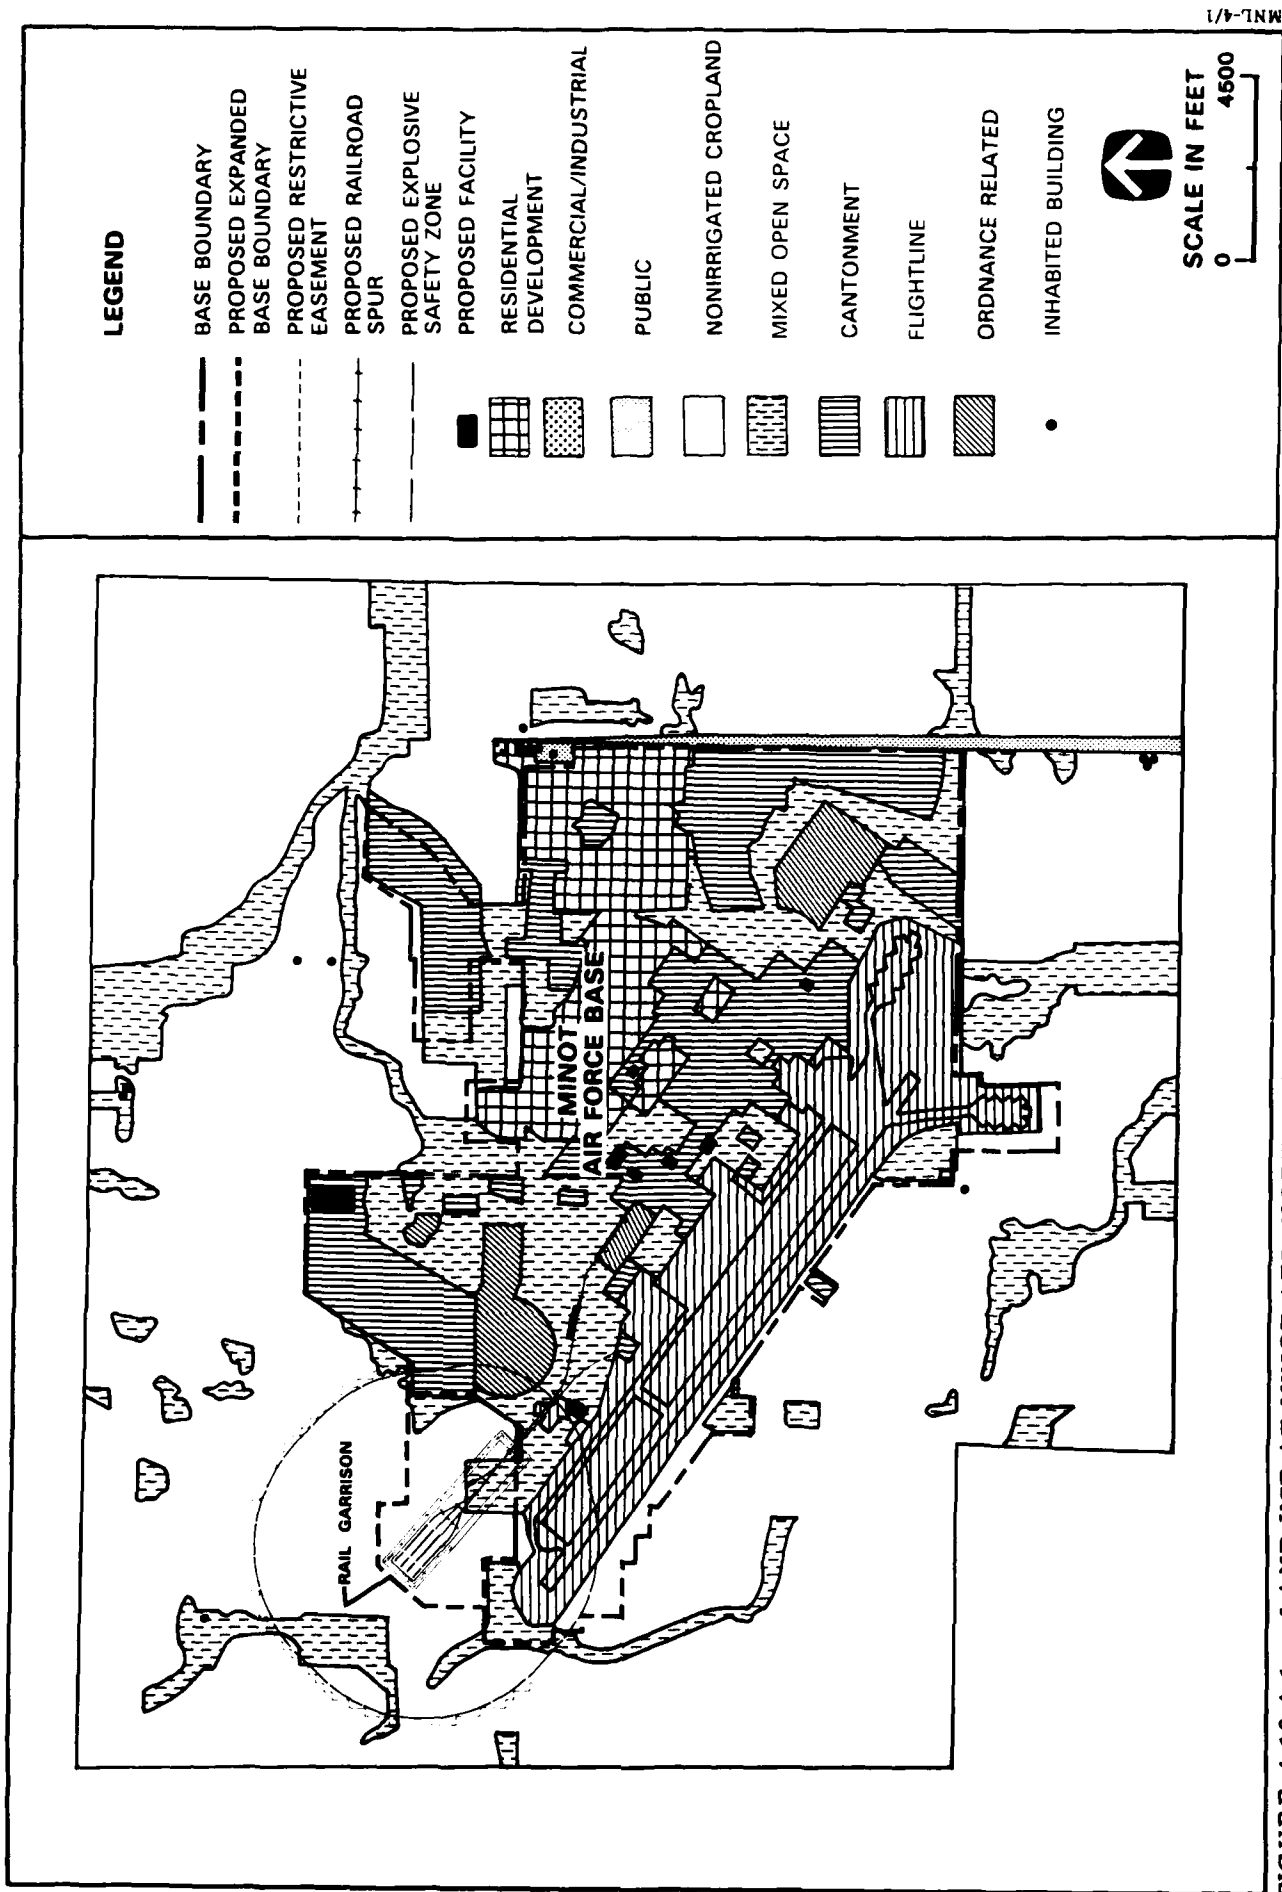 MNL-4/1
LEGEND
BASE BOUNDARY
PROPOSED EXPANDED
BASE BOUNDARY
PROPOSED RESTRICTIVE
EASEMENT
PROPOSED RAILROAD
SPUR
PROPOSED EXPLOSIVE
SAFETY ZONE
PROPOSED FACILITY
RESIDENTIAL
DEVELOPMENT
COMMERCIAL/INDUSTRIAL
PUBLIC
NONIRRIGATED CROPLAND
MIXED OPEN SPACE
CANTONMENT
FLIGHTLINE
ORDNANCE RELATED
INHABITED BUILDING
SCALE IN FEET
0 4500
RAIL GARRISON
MINOT
AIR FORCE BASE